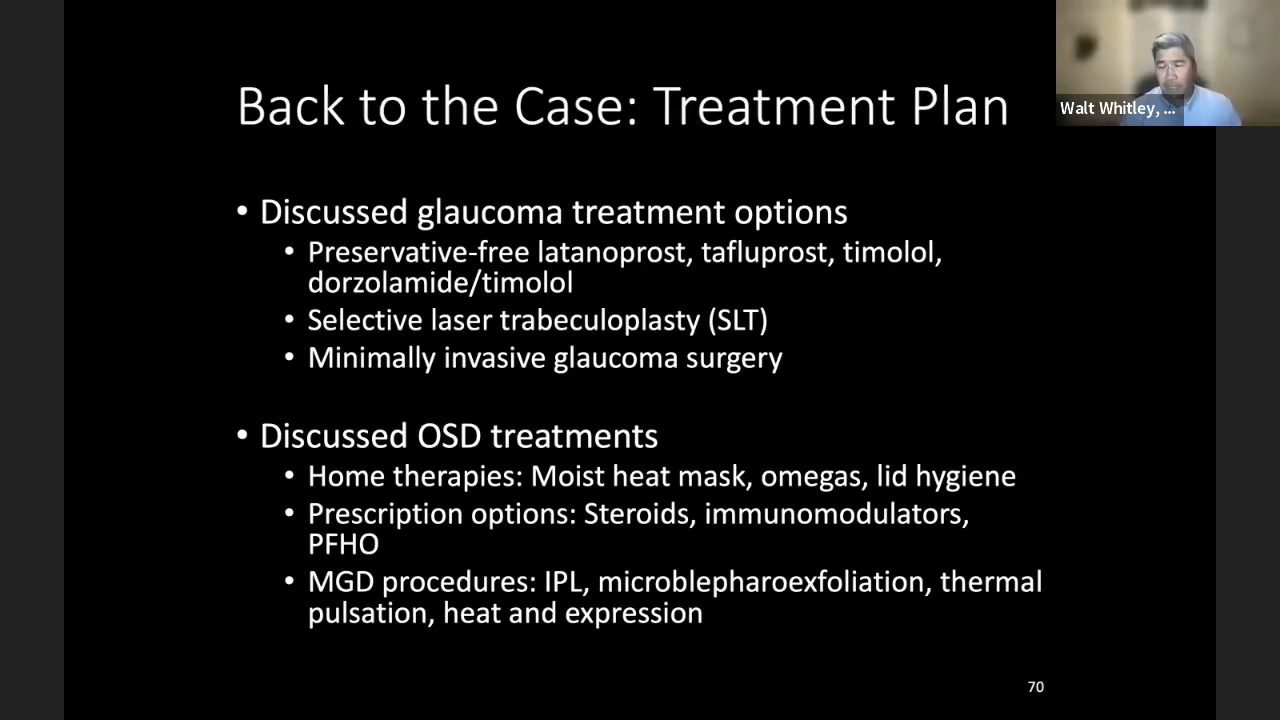 Back to the Case: Treatment Plan
Walt Whitley, ...
• Discussed glaucoma treatment options
• Preservative-free latanoprost, tafluprost, timolol,
dorzolamide/timolol
• Selective laser trabeculoplasty (SLT)
• Minimally invasive glaucoma surgery
• Discussed OSD treatments
• Home therapies: Moist heat mask, omegas, lid hygiene
• Prescription options: Steroids, immunomodulators,
PFHO
• MGD procedures: IPL, microblepharoexfoliation, thermal
pulsation, heat and expression
70